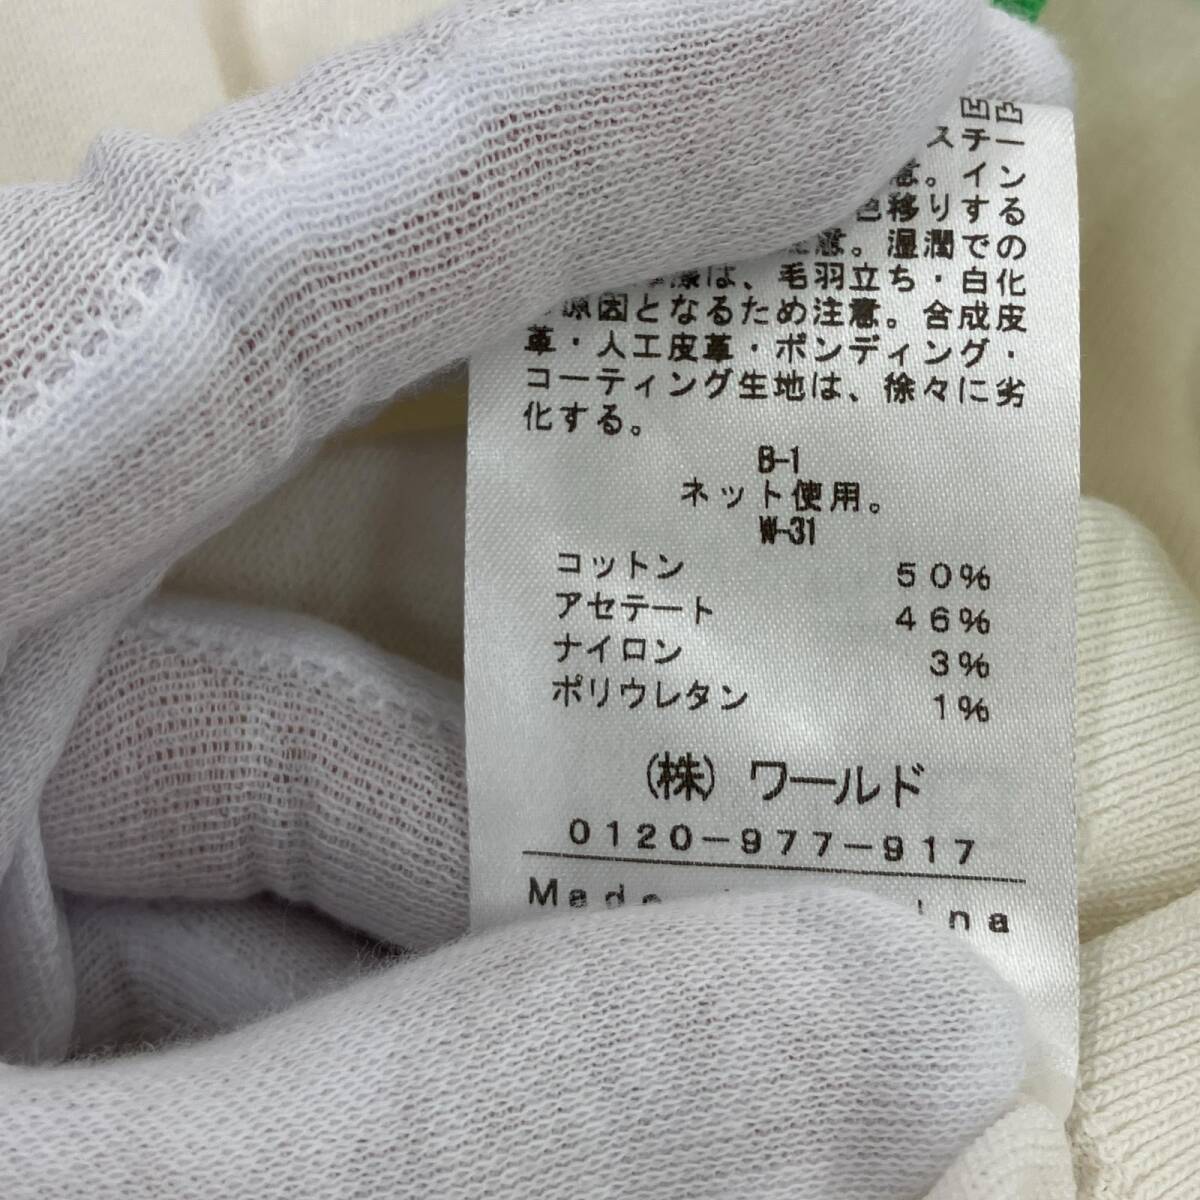 スチー
意。イン
色移りする
注意。湿潤での
は、毛羽立ち・白化
原因となるため注意。合成皮
革・人工皮革・ボンディング・
コーティング生地は、徐々に劣
化する。
B-1
ネット使用。
W-31
コットン 50%
アセテート 46%
ナイロン 3%
ポリウレタン 1%
(株) ワールド
0120-977-917
Made ina